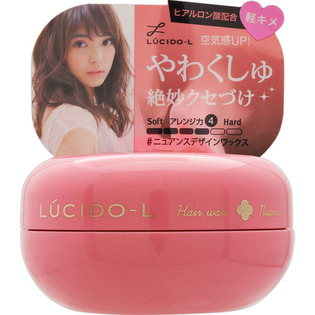 ヒアルロン酸配合
軽キメ
LÚCIDO-L
空気感UP!
やわくしゅ
絶妙クセづけ
Soft アレンジ力 4 Hard
#ニュアンスデザインワックス
LÚCIDO-L Hair wax